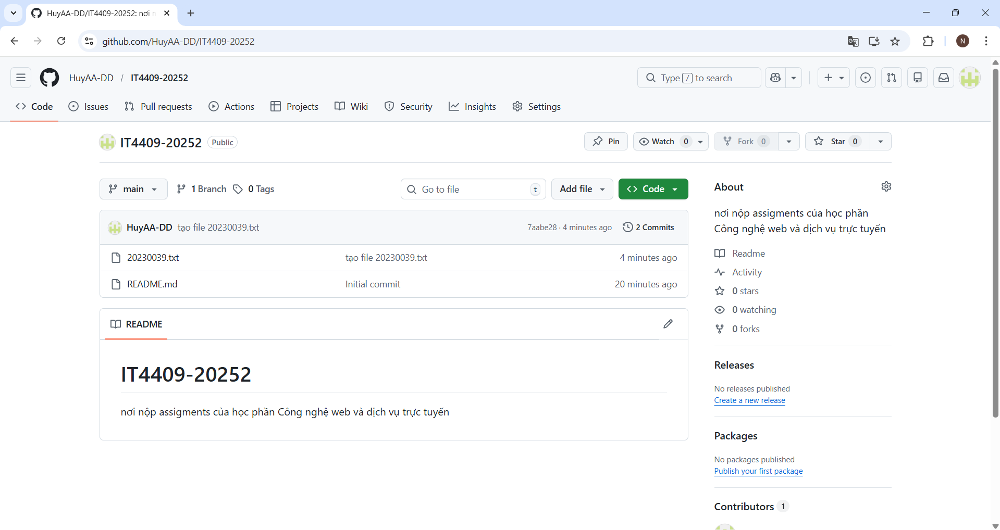 HuyAA-DD/IT4409-20252: nơi n
github.com/HuyAA-DD/IT4409-20252
N
HuyAA-DD / IT4409-20252
Type / to search
Code
Issues
Pull requests
Actions
Projects
Wiki
Security
Insights
Settings
IT4409-20252 Public
Pin
Watch 0
Fork 0
Star 0
main
1 Branch
0 Tags
Go to file t
Add file
Code
HuyAA-DD tạo file 20230039.txt
7aabe28 · 4 minutes ago
2 Commits
20230039.txt
tạo file 20230039.txt
4 minutes ago
README.md
Initial commit
20 minutes ago
README
IT4409-20252
nơi nộp assigments của học phần Công nghệ web và dịch vụ trực tuyến
About
nơi nộp assigments của học phần
Công nghệ web và dịch vụ trực tuyến
Readme
Activity
0 stars
0 watching
0 forks
Releases
No releases published
Create a new release
Packages
No packages published
Publish your first package
Contributors 1